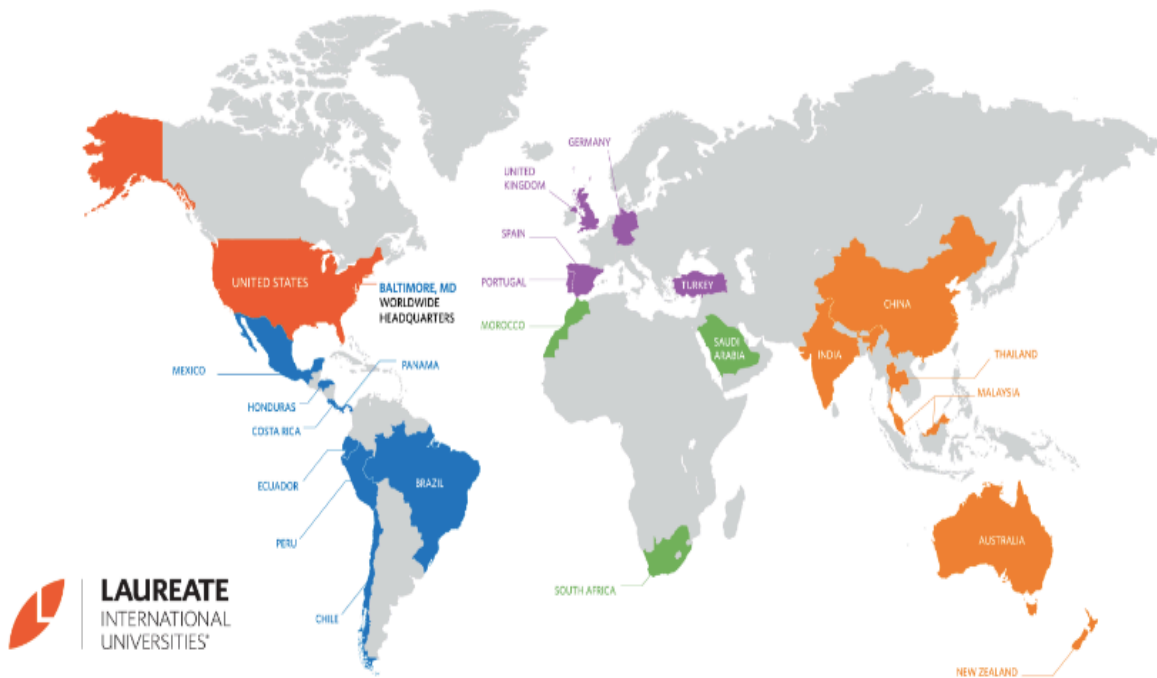 GERMANY
UNITED
KINGDOM
SPAIN
PORTUGAL
TURKEY
MOROCCO
SAUDI
ARABIA
UNITED STATES
BALTIMORE, MD
WORLDWIDE
HEADQUARTERS
CHINA
INDIA
THAILAND
MALAYSIA
MEXICO
PANAMA
HONDURAS
COSTA RICA
ECUADOR
BRAZIL
PERU
CHILE
SOUTH AFRICA
AUSTRALIA
NEW ZEALAND
LAUREATE
INTERNATIONAL
UNIVERSITIES®